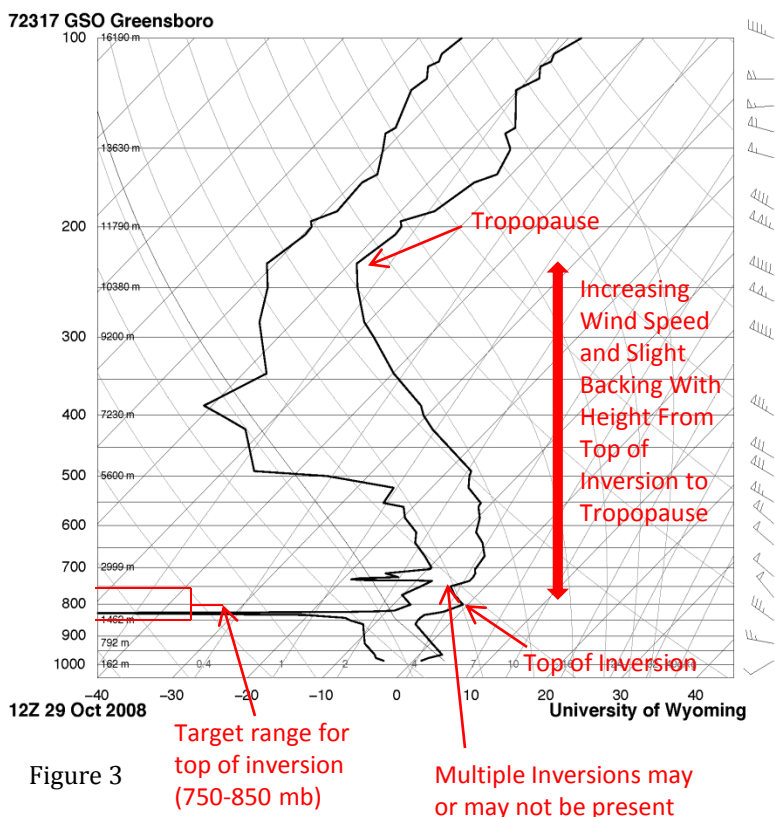 72317 GSO Greensboro
100
16190 m
13630 m
200
11790 m
Tropopause
10380 m
300
9200 m
Increasing
Wind Speed
and Slight
Backing With
Height From
Top of
Inversion to
Tropopause
400
7230 m
500
5600 m
600
700
2999 m
800
1462 m
900
792 m
1000
162 m
0.4
1
2
4
7
10
16
Top of Inversion
−40
−30
−20
−10
0
10
20
30
40
12Z 29 Oct 2008
University of Wyoming
Target range for
top of inversion
(750-850 mb)
Figure 3
Multiple Inversions may
or may not be present